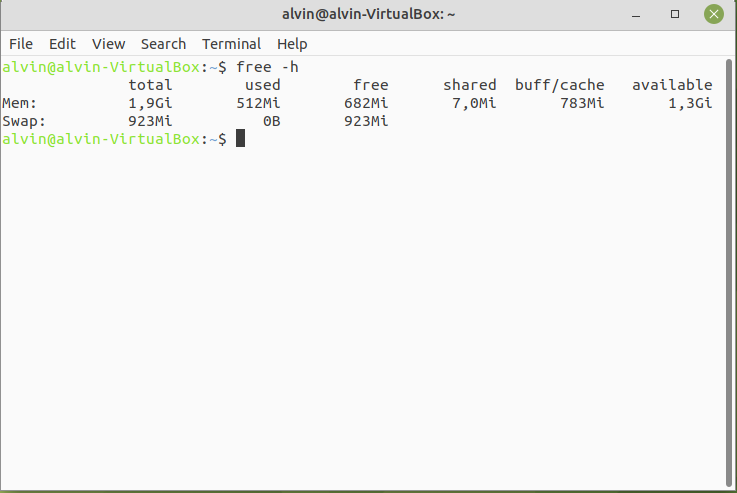 alvin@alvin-VirtualBox: ~
File Edit View Search Terminal Help
alvin@alvin-VirtualBox:~$ free -h
total used free shared buff/cache available
Mem: 1,9Gi 512Mi 682Mi 7,0Mi 783Mi 1,3Gi
Swap: 923Mi 0B 923Mi
alvin@alvin-VirtualBox:~$